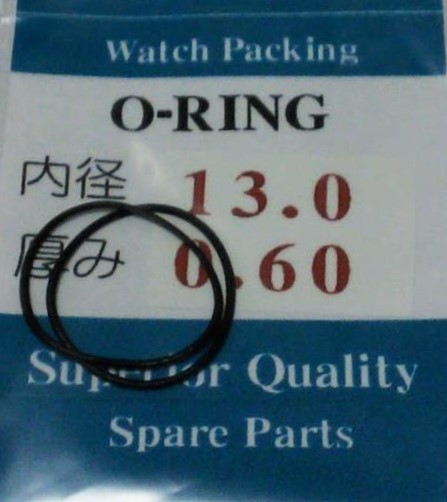 Watch Packing
O-RING
内径 13.0
厚み 0.60
Superior Quality
Spare Parts